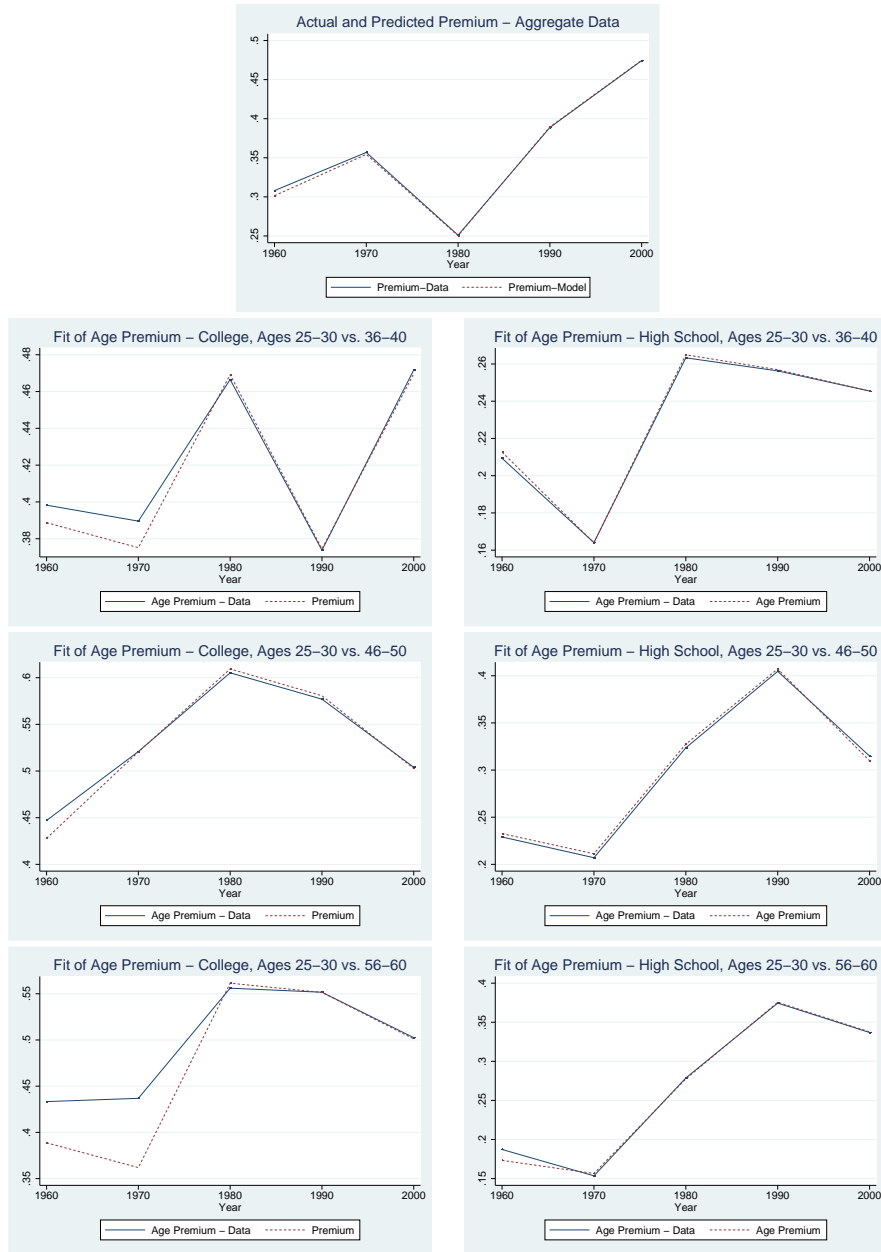 Actual and Predicted Premium − Aggregate Data
.5
.45
.4
.35
.3
.25
1960 1970 1980 1990 2000
Year
Premium−Data Premium−Model
Fit of Age Premium − College, Ages 25−30 vs. 36−40
.48
.46
.44
.42
.4
.38
1960 1970 1980 1990 2000
Year
Age Premium − Data Premium
Fit of Age Premium − High School, Ages 25−30 vs. 36−40
.26
.24
.22
.2
.18
.16
1960 1970 1980 1990 2000
Year
Age Premium − Data Age Premium
Fit of Age Premium − College, Ages 25−30 vs. 46−50
.6
.55
.5
.45
.4
1960 1970 1980 1990 2000
Year
Age Premium − Data Premium
Fit of Age Premium − High School, Ages 25−30 vs. 46−50
.4
.35
.3
.25
.2
1960 1970 1980 1990 2000
Year
Age Premium − Data Age Premium
Fit of Age Premium − College, Ages 25−30 vs. 56−60
.55
.5
.45
.4
.35
1960 1970 1980 1990 2000
Year
Age Premium − Data Premium
Fit of Age Premium − High School, Ages 25−30 vs. 56−60
.4
.35
.3
.25
.2
.15
1960 1970 1980 1990 2000
Year
Age Premium − Data Age Premium